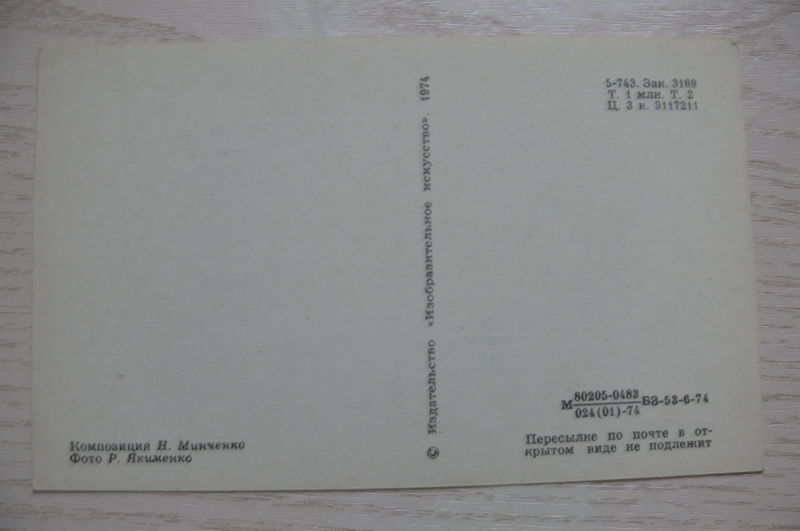 5-743. Зак. 3169
Т. 1 млн. Т. 2
Ц. 3 к. 3117211
© Издательство «Изобразительное искусство». 1974
М 80205-0483 БЗ-53-6-74
024(01)-74
Пересылке по почте в от-
крытом виде не подлежит
Композиция Н. Минченко
Фото Р. Якименко